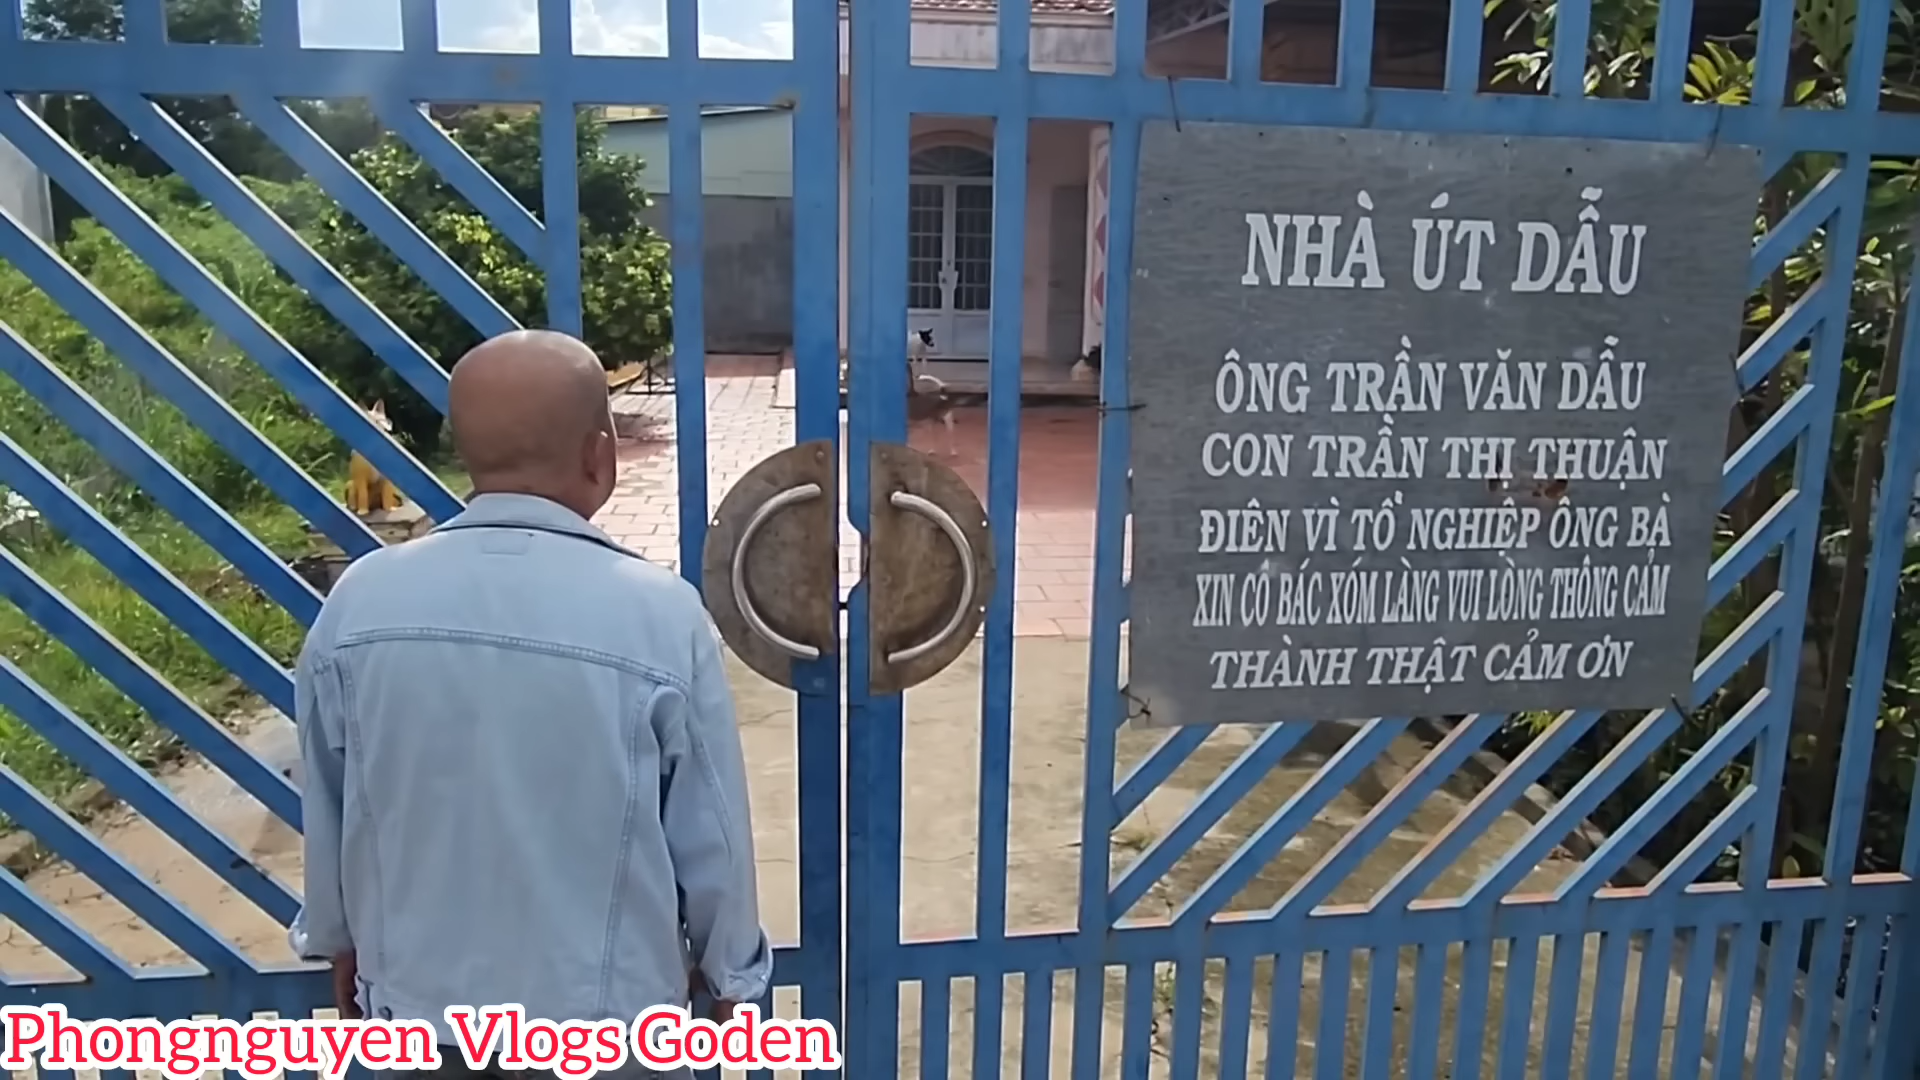 NHÀ ÚT DẪU
ÔNG TRẦN VĂN DẪU
CON TRẦN THỊ THUẬN
ĐIÊN VÌ TỔ NGHIỆP ÔNG BÀ
XIN CÔ BÁC XÓM LÀNG VUI LÒNG THÔNG CẢM
THÀNH THẬT CẢM ƠN
Phongnguyen Vlogs Goden